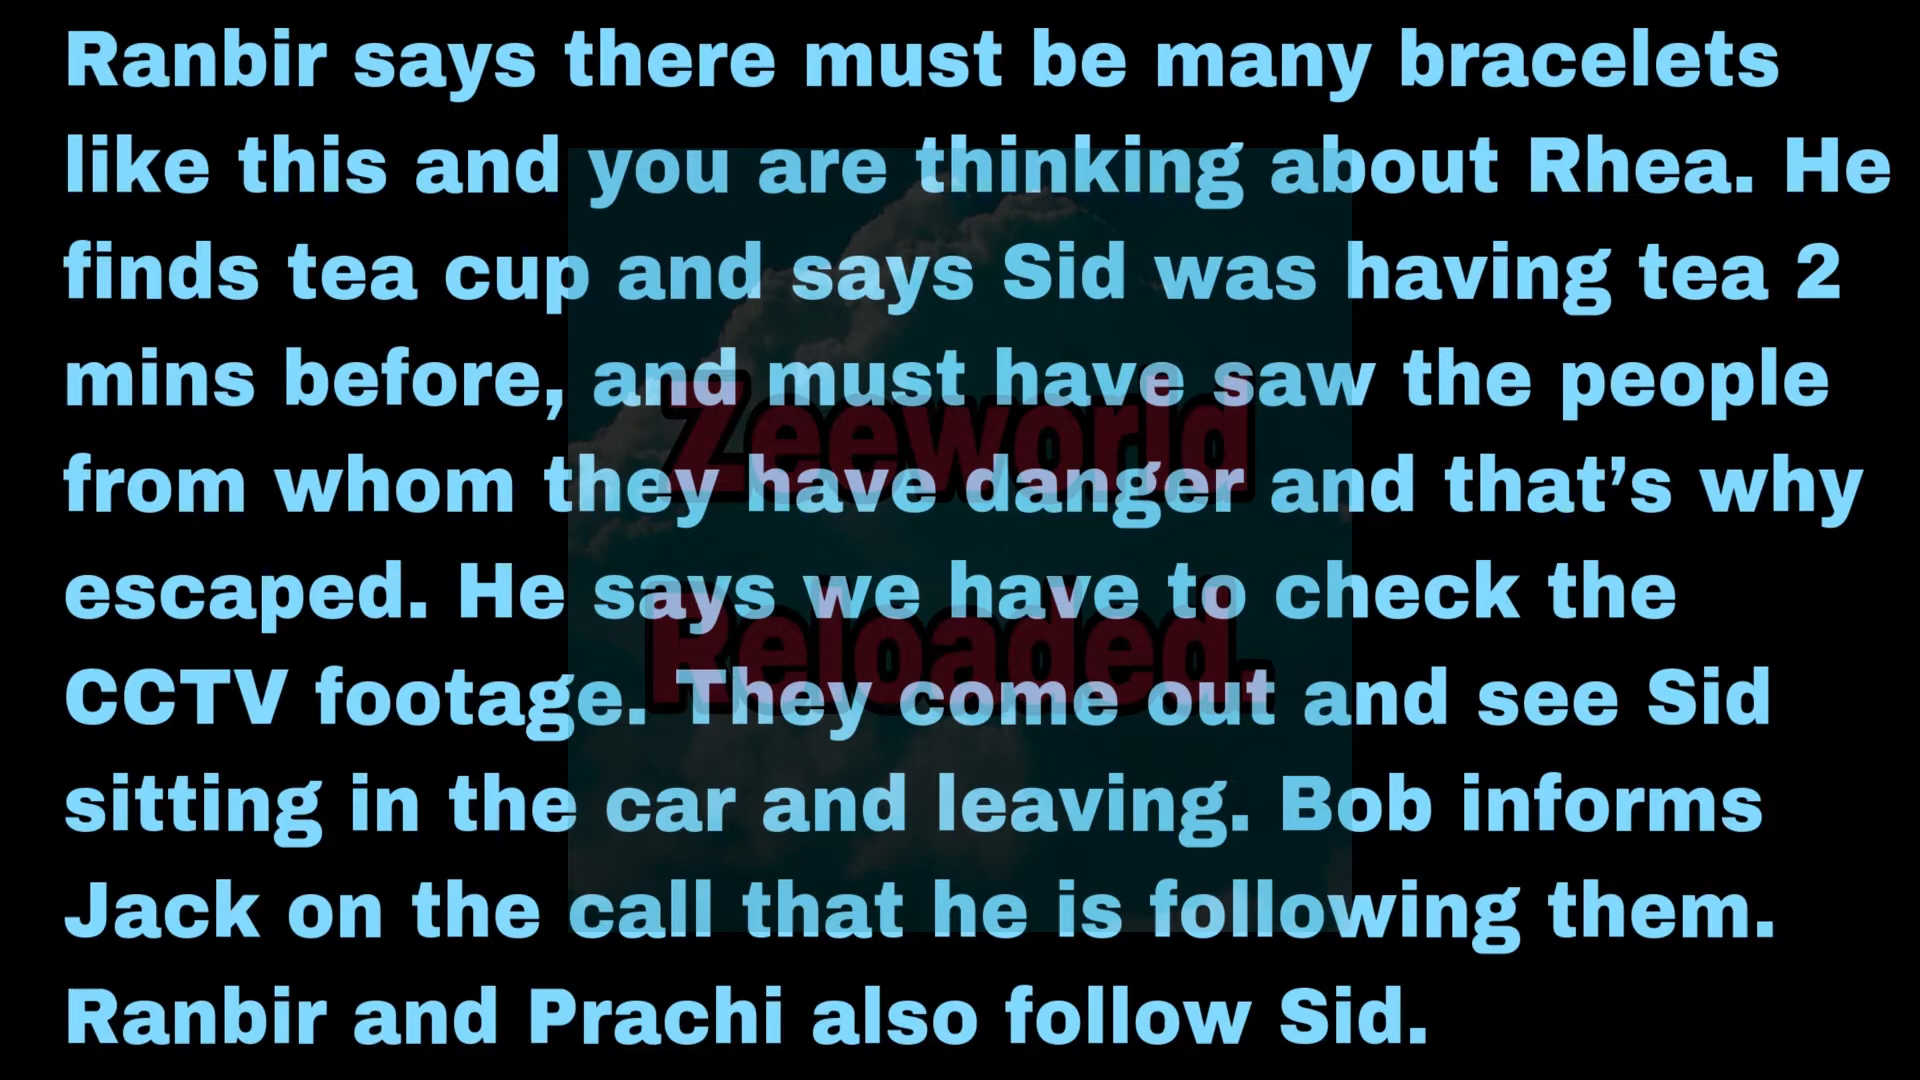 Ranbir says there must be many bracelets
like this and you are thinking about Rhea. He
finds tea cup and says Sid was having tea 2
mins before, and must have saw the people
from whom they have danger and that’s why
escaped. He says we have to check the
CCTV footage. They come out and see Sid
sitting in the car and leaving. Bob informs
Jack on the call that he is following them.
Ranbir and Prachi also follow Sid.
Zeeworld
Reloaded.